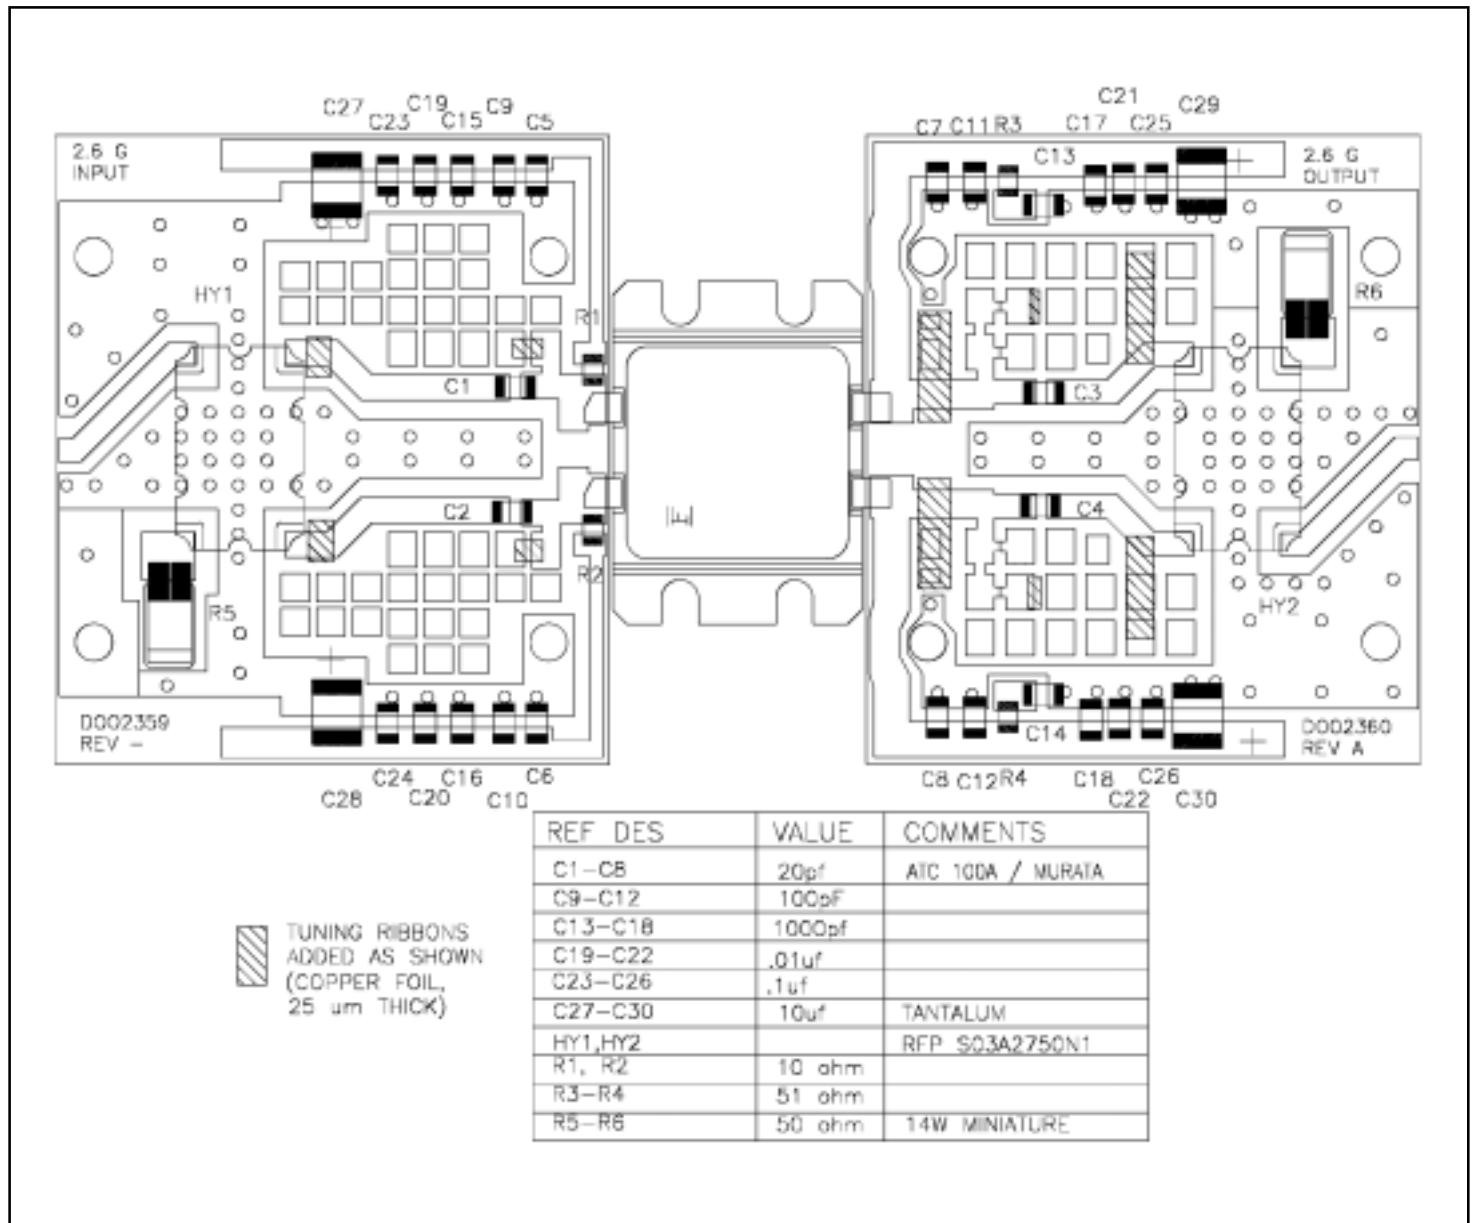 C27 C23 C19 C15 C9 C5
C7 C11 R3 C13 C17 C21 C25 C29
2.6 G
INPUT
2.6 G
OUTPUT
HY1
R1
R6
C1
C3
C2
C4
R2
R5
HY2
D002359
REV -
D002360
REV A
C14
C28 C24 C20 C16 C10 C6
C8 C12 R4 C18 C22 C26 C30
REF DES VALUE COMMENTS
C1-C8 20pf ATC 100A / MURATA
C9-C12 100pF
C13-C18 1000pf
C19-C22 .01uf
C23-C26 .1uf
C27-C30 10uf TANTALUM
HY1,HY2 RFP S03A2750N1
R1, R2 10 ohm
R3-R4 51 ohm
R5-R6 50 ohm 14W MINIATURE
TUNING RIBBONS
ADDED AS SHOWN
(COPPER FOIL,
25 um THICK)